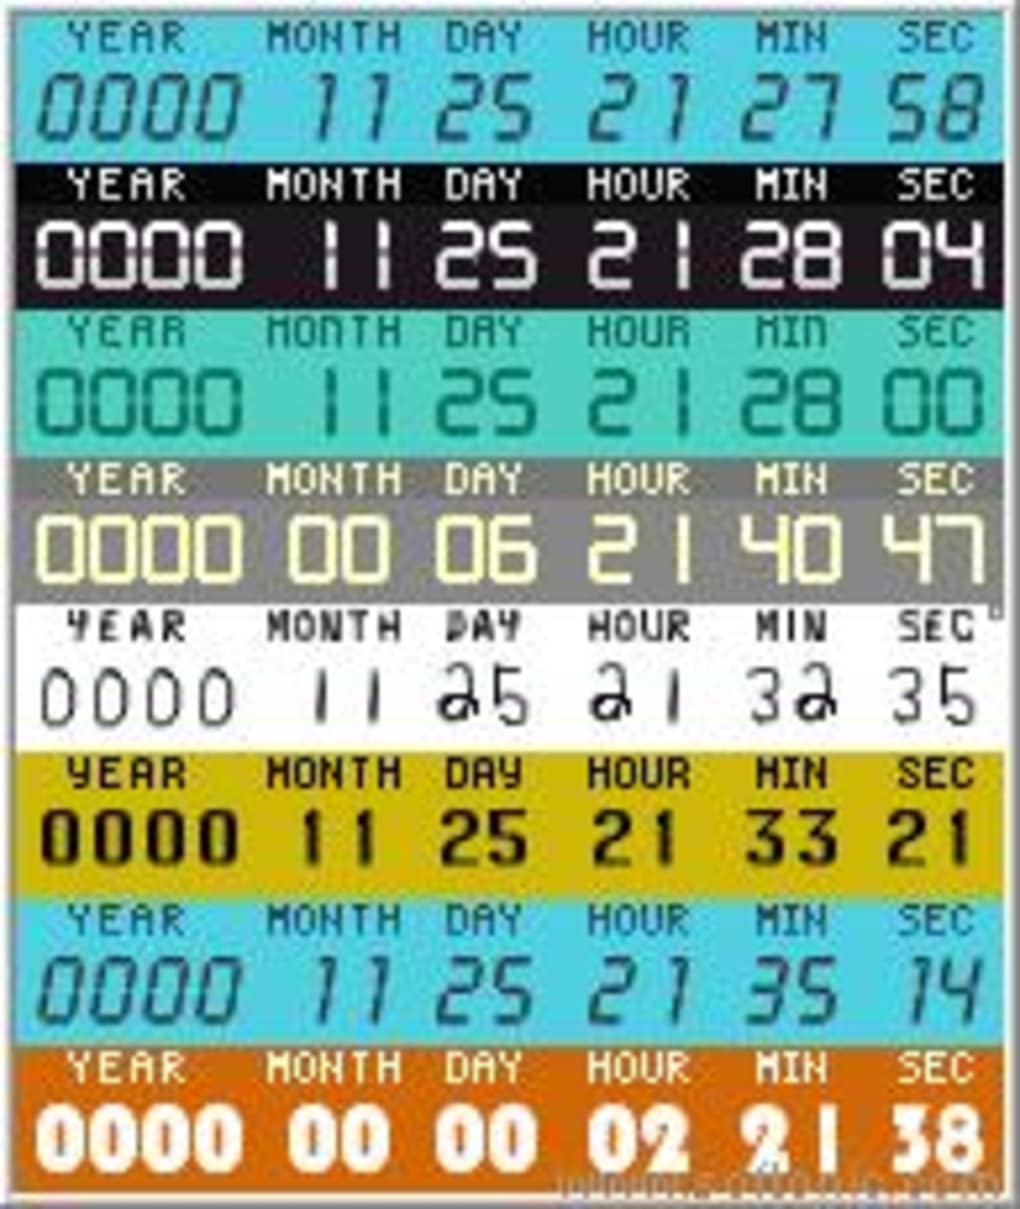 YEAR MONTH DAY HOUR MIN SEC
0000 11 25 21 27 58
YEAR MONTH DAY HOUR MIN SEC
0000 11 25 21 28 04
YEAR MONTH DAY HOUR MIN SEC
0000 11 25 21 28 00
YEAR MONTH DAY HOUR MIN SEC
0000 00 06 21 40 47
YEAR MONTH DAY HOUR MIN SEC
0000 11 25 21 32 35
YEAR MONTH DAY HOUR MIN SEC
0000 11 25 21 33 21
YEAR MONTH DAY HOUR MIN SEC
0000 11 25 21 35 14
YEAR MONTH DAY HOUR MIN SEC
0000 00 00 02 21 38